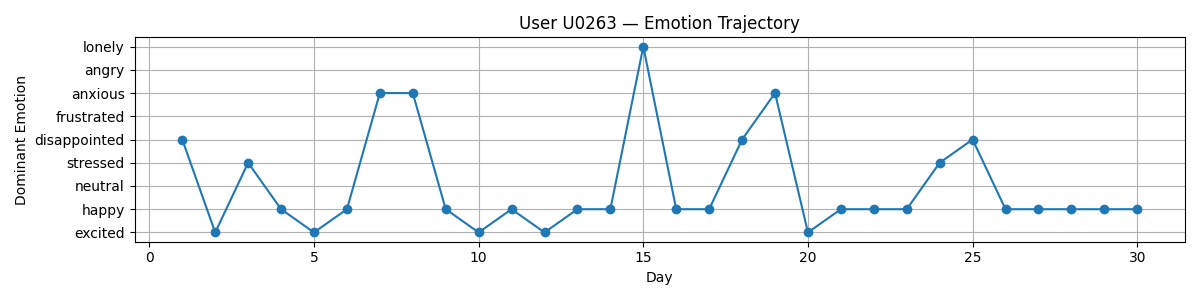 User U0263 — Emotion Trajectory
Dominant Emotion
lonely
angry
anxious
frustrated
disappointed
stressed
neutral
happy
excited
0 5 10 15 20 25 30
Day